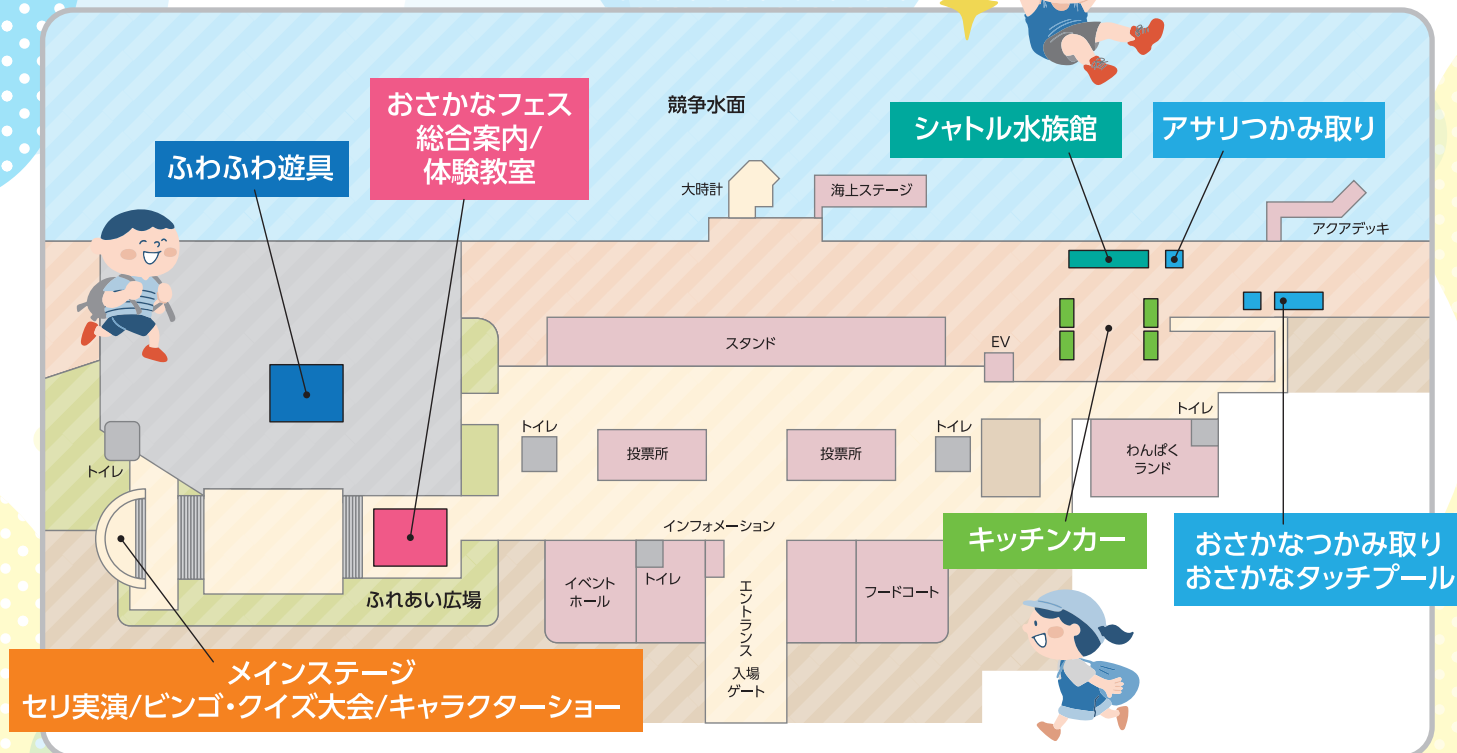 競争水面
おさかなフェス
総合案内/
体験教室
シャトル水族館
アサリつかみ取り
ふわふわ遊具
大時計
海上ステージ
アクアデッキ
スタンド
EV
トイレ
トイレ
投票所
投票所
トイレ
トイレ
わんぱく
ランド
インフォメーション
キッチンカー
おさかなつかみ取り
おさかなタッチプール
イベント
ホール
トイレ
エントランス
フードコート
ふれあい広場
入場
ゲート
メインステージ
セリ実演/ビンゴ・クイズ大会/キャラクターショー